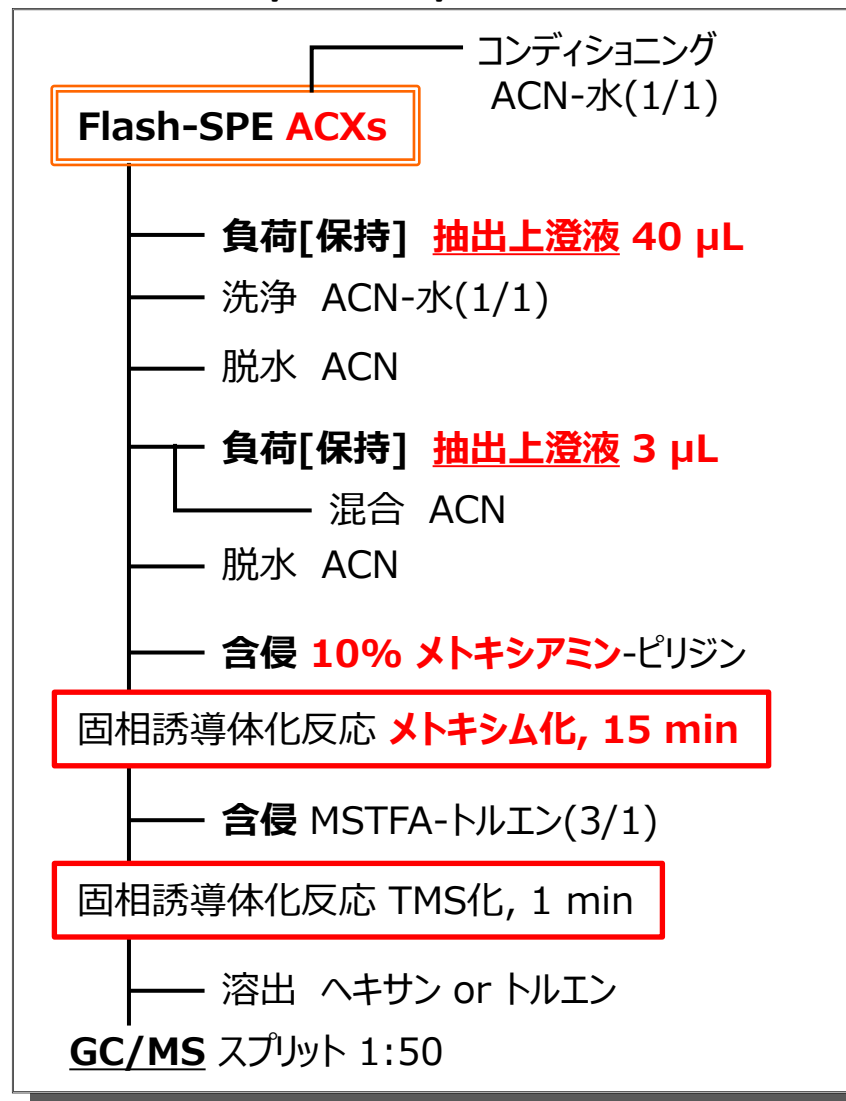 コンディショニング
ACN-水(1/1)
Flash-SPE ACXs
負荷[保持] 抽出上澄液 40 μL
洗浄 ACN-水(1/1)
脱水 ACN
負荷[保持] 抽出上澄液 3 μL
混合 ACN
脱水 ACN
含侵 10% メトキシアミン-ピリジン
固相誘導体化反応 メトキシム化, 15 min
含侵 MSTFA-トルエン(3/1)
固相誘導体化反応 TMS化, 1 min
溶出 ヘキサン or トルエン
GC/MS スプリット 1:50